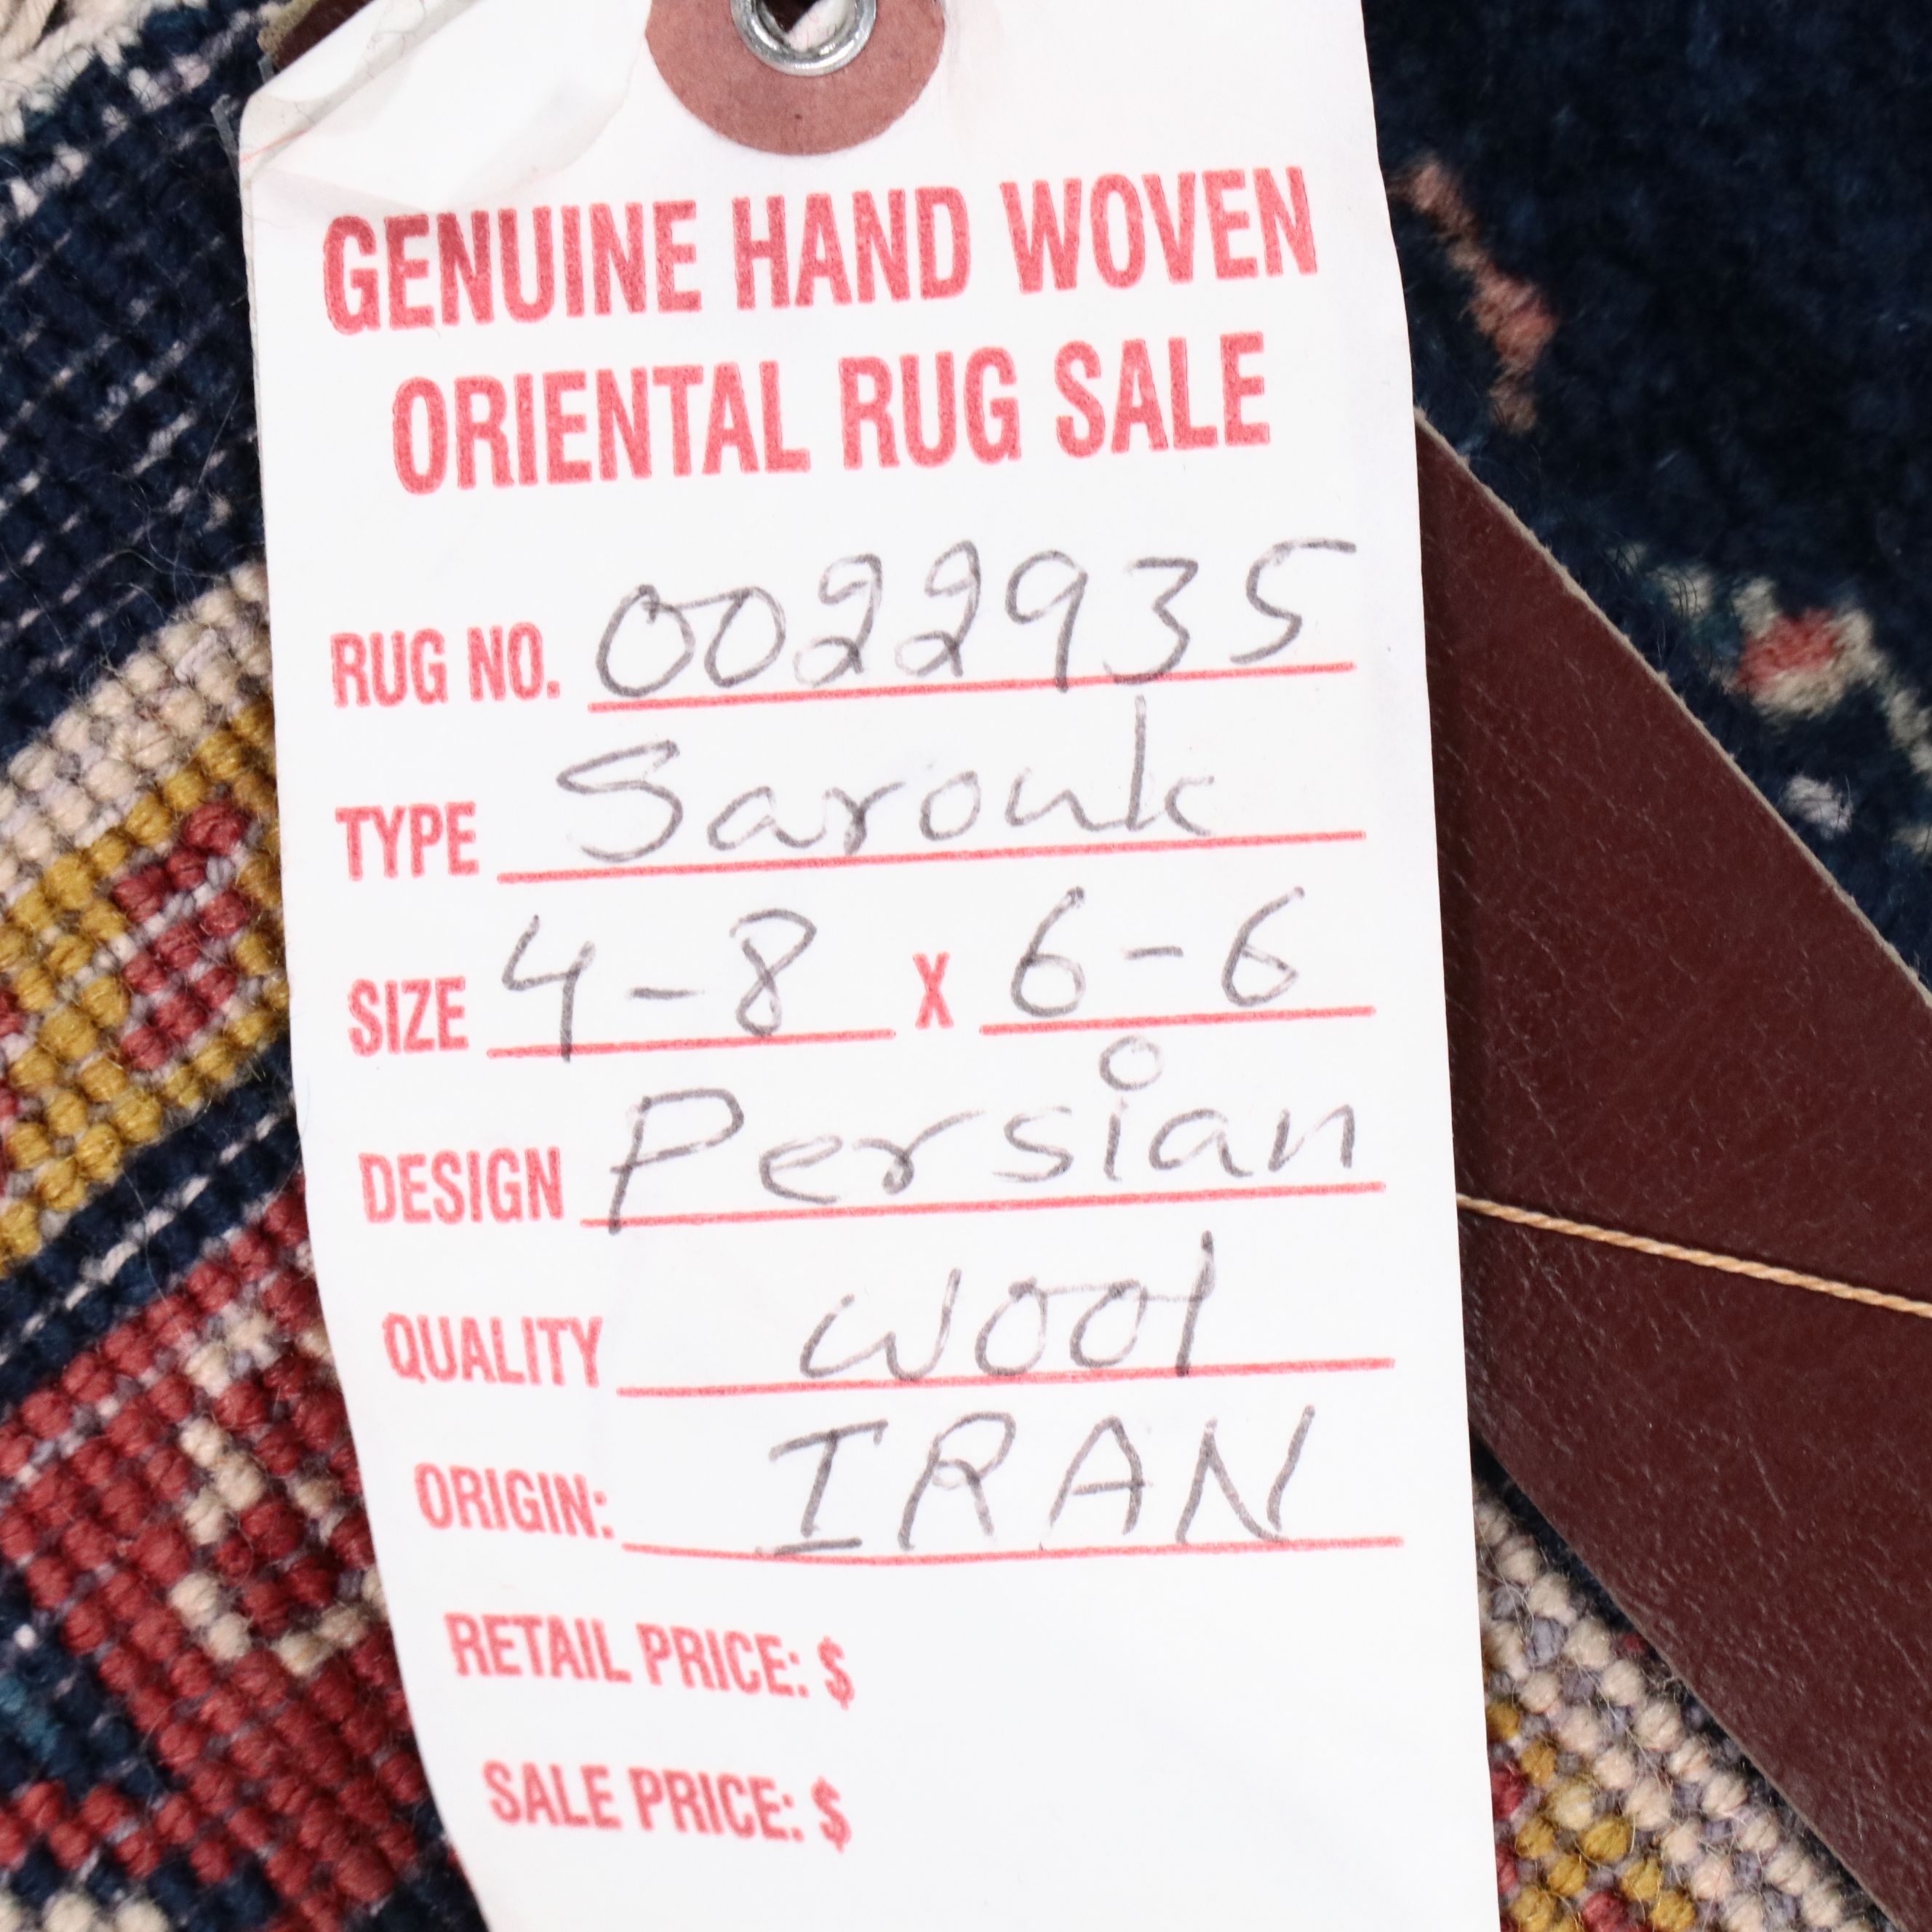 GENUINE HAND WOVEN
ORIENTAL RUG SALE
RUG NO. 0022935
TYPE Sarouk
SIZE 4-8 X 6-6
DESIGN Persian
QUALITY wool
ORIGIN: IRAN
RETAIL PRICE: $
SALE PRICE: $